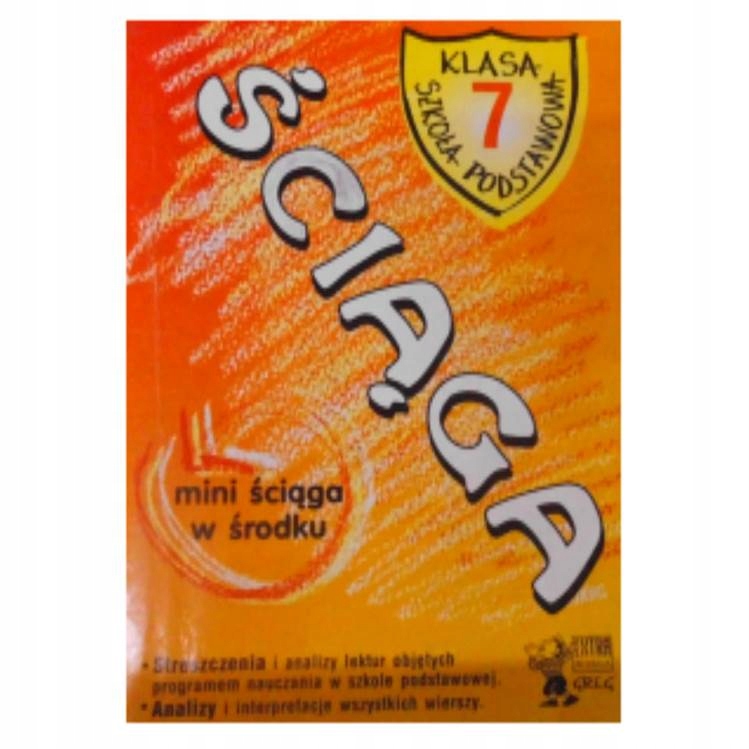 KLASA
7
SZKOŁA PODSTAWOWA
ŚCIĄGA
mini ściąga
w środku
• Streszczenia i analizy lektur objętych
programem nauczania w szkole podstawowej.
• Analizy i interpretacje wszystkich wierszy.
GREG